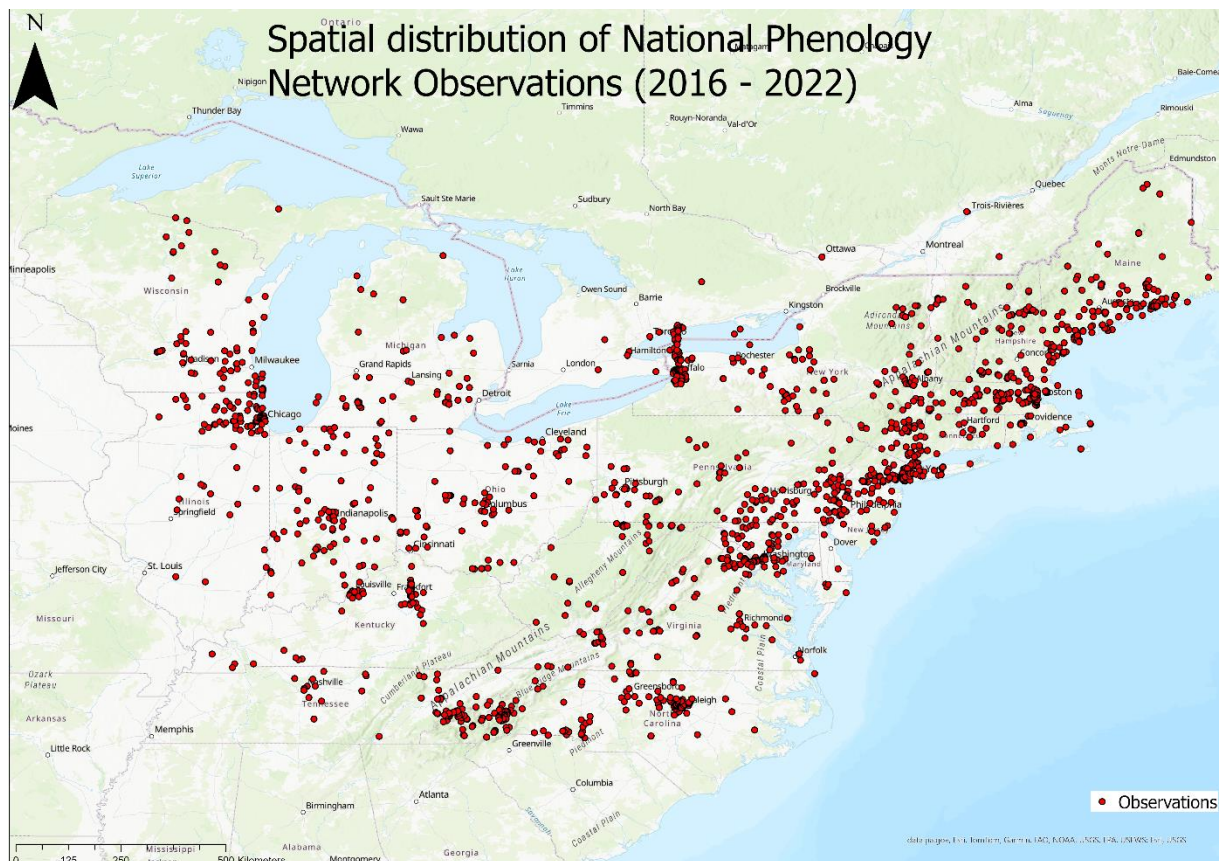 N
Spatial distribution of National Phenology
Network Observations (2016 - 2022)
Ontario
Nipigon
Thunder Bay
Wawa
Timmins
Rouyn-Noranda
Val-d'Or
Alma
Saguenay
Baie-Comeau
Rimouski
Monts Notre-Dame
Edmundston
Quebec
Trois-Rivières
Lake
Superior
Sault Ste Marie
Sudbury
North Bay
Ottawa
Montreal
Minneapolis
Wisconsin
Lake
Huron
Owen Sound
Barrie
Kingston
Brockville
Maine
Augusta
Adirondack
Mountains
Appalachian Mountains
Hampshire
Concord
Michigan
Madison
Milwaukee
Grand Rapids
Lansing
Sarnia
London
Hamilton
Toronto
Rochester
Buffalo
New York
Albany
Boston
Providence
Hartford
Detroit
Lake
Erie
Chicago
Moines
Cleveland
Pennsylvania
Pittsburgh
Harrisburg
Philadelphia
New
Illinois
Springfield
Indianapolis
Ohio
Columbus
Cincinnati
Washington
Dover
Maryland
Jefferson City
St. Louis
Louisville
Frankfort
Allegheny Mountains
Piedmont
Missouri
Kentucky
Virginia
Richmond
Norfolk
Coastal Plain
Ozark
Plateau
Cumberland Plateau
Appalachian Mountains
Blue Ridge Mountains
Nashville
Tennessee
Greensboro
Raleigh
North
Carolina
Arkansas
Memphis
Little Rock
Greenville
Piedmont
Columbia
Atlanta
Birmingham
Savannah
Coastal Plain
Observations
0 125 250 500 Kilometers
Mississippi
Alabama
Montgomery
Georgia